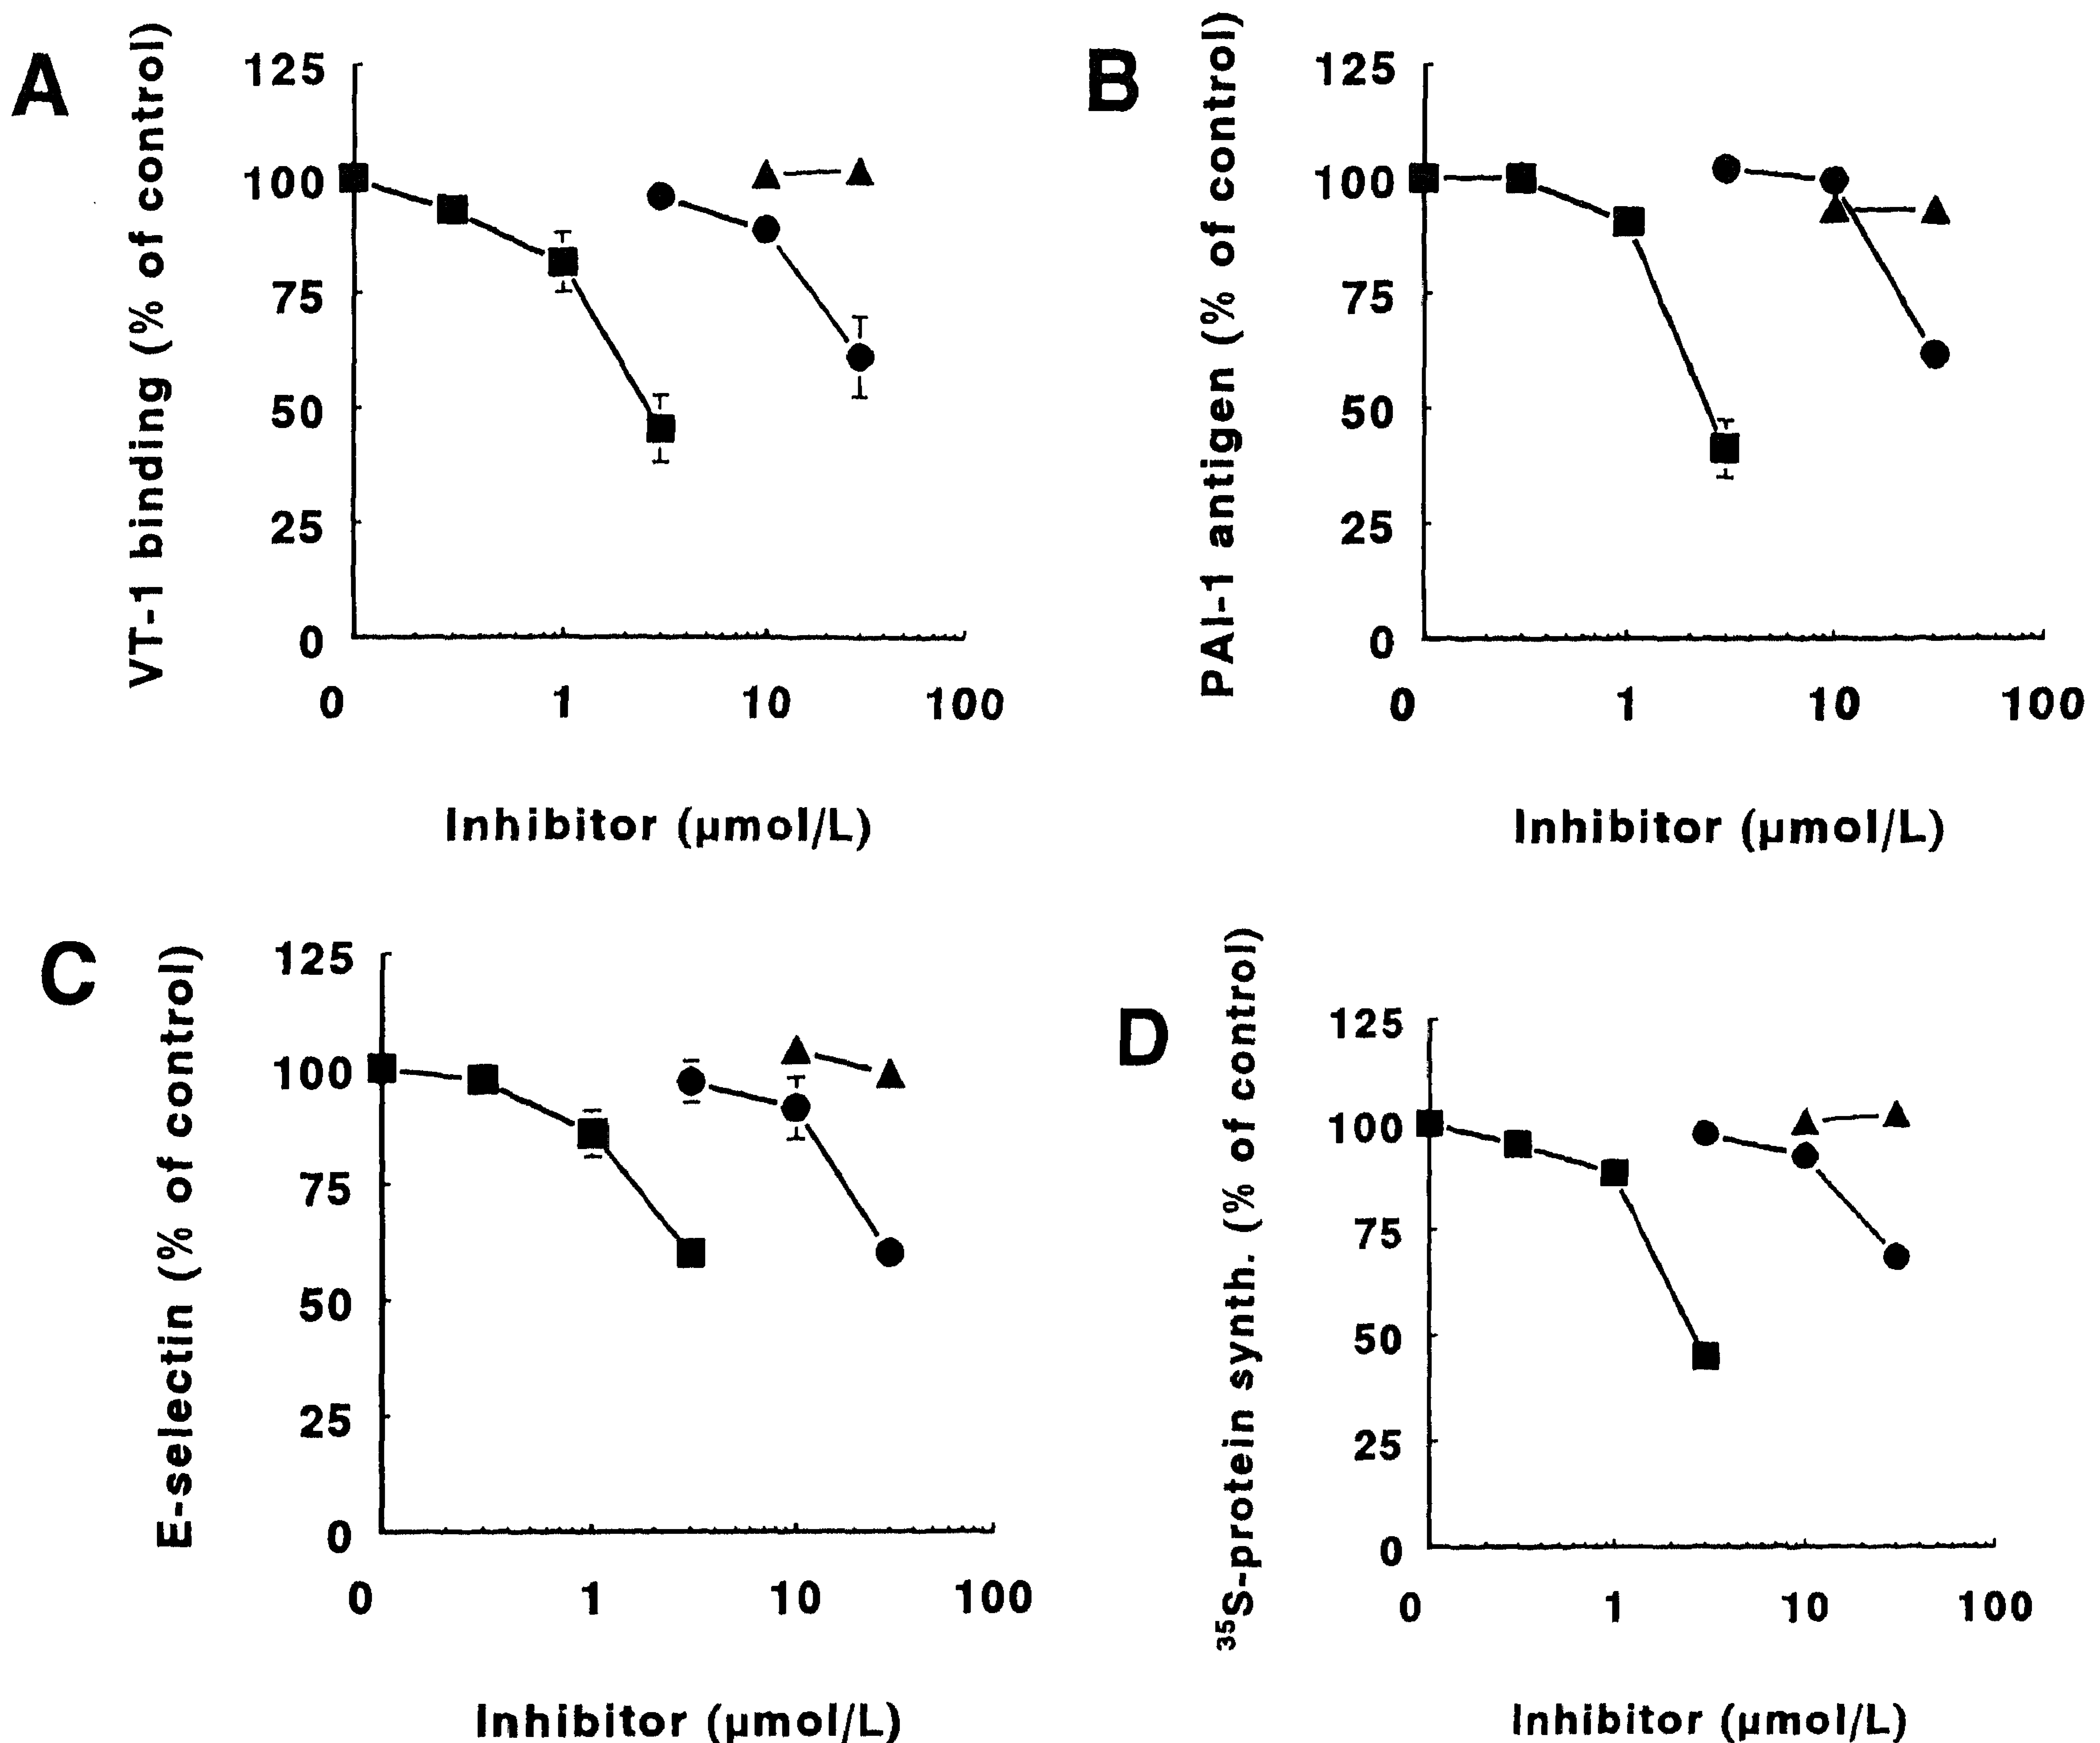 A
VT-1 binding (% of control)
125
100
75
50
25
0
0 1 10 100
Inhibitor (µmol/L)
B
PAI-1 antigen (% of control)
125
100
75
50
25
0
0 1 10 100
Inhibitor (µmol/L)
C
E-selectin (% of control)
125
100
75
50
25
0
0 1 10 100
Inhibitor (µmol/L)
D
³⁵S-protein synth. (% of control)
125
100
75
50
25
0
0 1 10 100
Inhibitor (µmol/L)